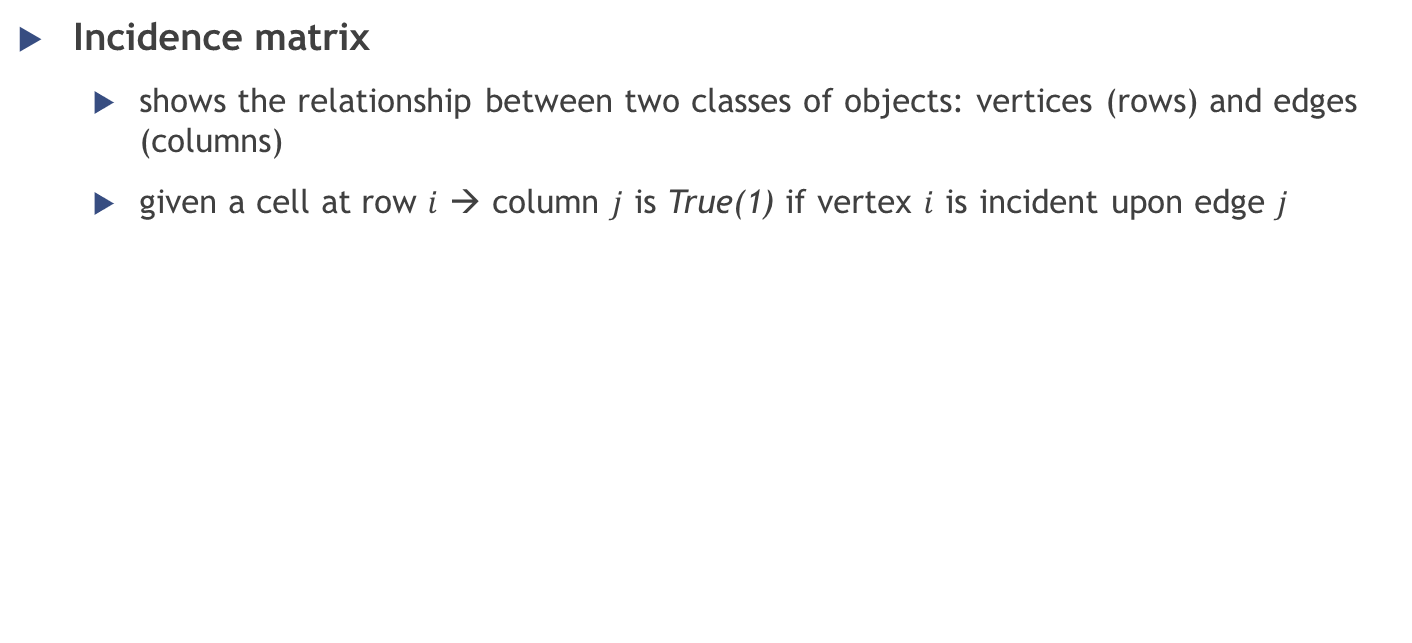 Incidence matrix
shows the relationship between two classes of objects: vertices (rows) and edges
(columns)
given a cell at row i → column j is True(1) if vertex i is incident upon edge j